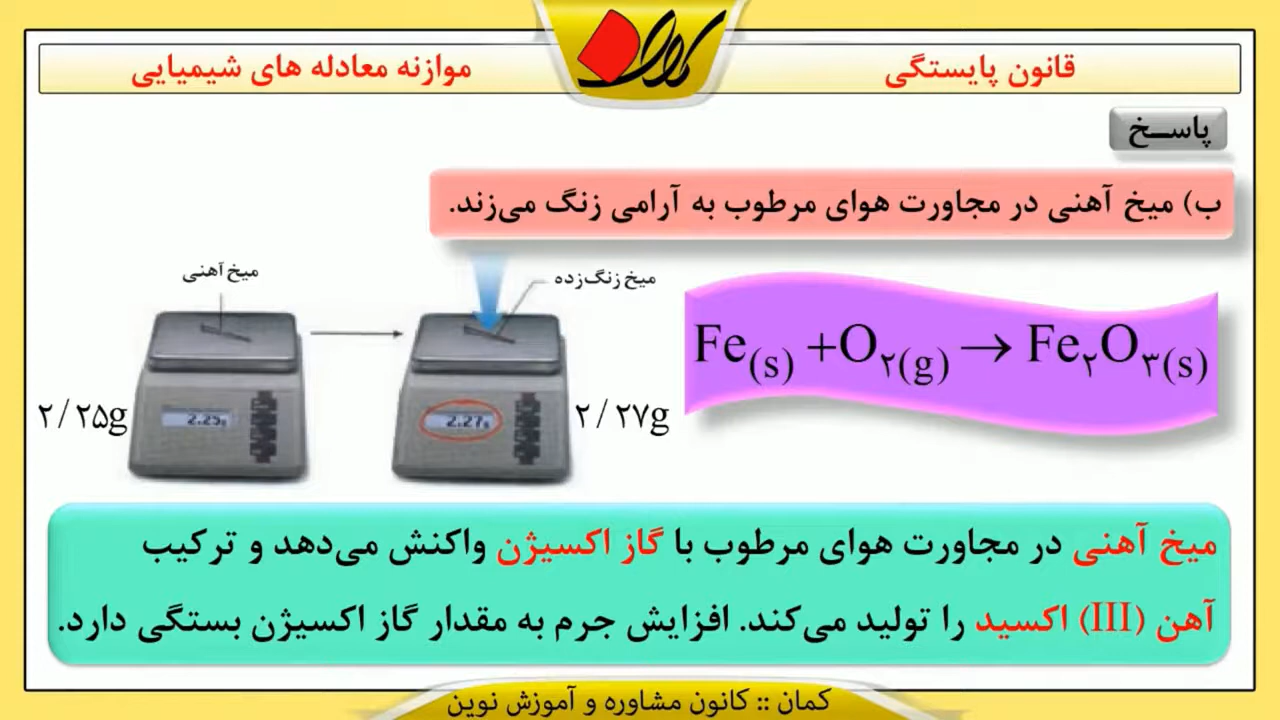 قانون پایستگی
کمان
موازنه معادله های شیمیایی
پاسـخ
ب) میخ آهنی در مجاورت هوای مرطوب به آرامی زنگ می‌زند.
میخ آهنی
میخ زنگ‌زده
Fe(s) +O۲(g) → Fe۲O۳(s)
۲/۲۵g
2.25g
2.27g
۲/۲۷g
میخ آهنی در مجاورت هوای مرطوب با گاز اکسیژن واکنش می‌دهد و ترکیب
آهن (III) اکسید را تولید می‌کند. افزایش جرم به مقدار گاز اکسیژن بستگی دارد.
کمان :: کانون مشاوره و آموزش نوین